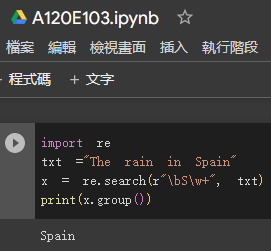 A120E103.ipynb
檔案 編輯 檢視畫面 插入 執行階段
+ 程式碼 + 文字
import re
txt ="The rain in Spain"
x = re.search(r"\bS\w+", txt)
print(x.group())
Spain